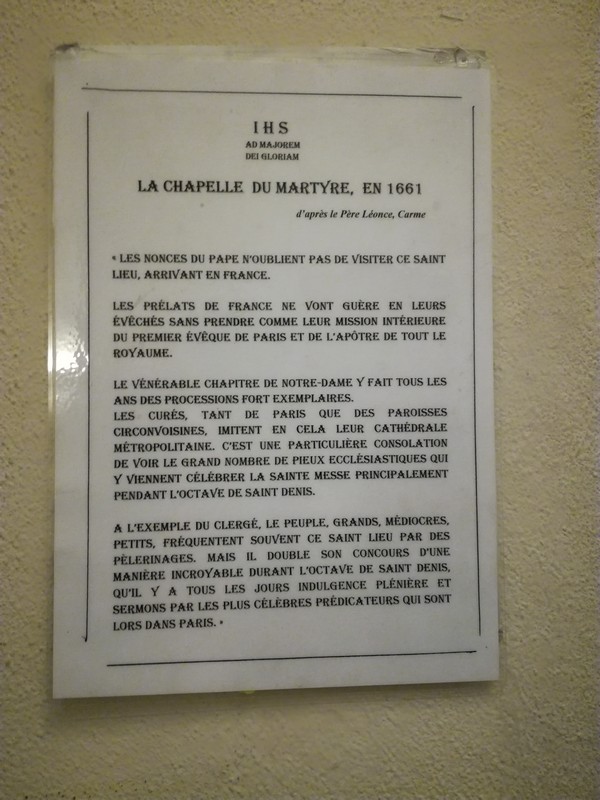 IHS
AD MAJOREM
DEI GLORIAM
LA CHAPELLE DU MARTYRE, EN 1661
d'après le Père Léonce, Carme
« LES NONCES DU PAPE N'OUBLIENT PAS DE VISITER CE SAINT
LIEU, ARRIVANT EN FRANCE.
LES PRÉLATS DE FRANCE NE VONT GUÈRE EN LEURS
ÉVÊCHÉS SANS PRENDRE COMME LEUR MISSION INTÉRIEURE
DU PREMIER ÉVÊQUE DE PARIS ET DE L'APÔTRE DE TOUT LE
ROYAUME.
LE VÉNÉRABLE CHAPITRE DE NOTRE-DAME Y FAIT TOUS LES
ANS DES PROCESSIONS FORT EXEMPLAIRES.
LES CURÉS, TANT DE PARIS QUE DES PAROISSES
CIRCONVOISINES, IMITENT EN CELA LEUR CATHÉDRALE
MÉTROPOLITAINE. C'EST UNE PARTICULIÈRE CONSOLATION
DE VOIR LE GRAND NOMBRE DE PIEUX ECCLÉSIASTIQUES QUI
Y VIENNENT CÉLÉBRER LA SAINTE MESSE PRINCIPALEMENT
PENDANT L'OCTAVE DE SAINT DENIS.
A L'EXEMPLE DU CLERGÉ, LE PEUPLE, GRANDS, MÉDIOCRES,
PETITS, FRÉQUENTENT SOUVENT CE SAINT LIEU PAR DES
PÈLERINAGES. MAIS IL DOUBLE SON CONCOURS D'UNE
MANIÈRE INCROYABLE DURANT L'OCTAVE DE SAINT DENIS,
QU'IL Y A TOUS LES JOURS INDULGENCE PLÉNIÈRE ET
SERMONS PAR LES PLUS CÉLÈBRES PRÉDICATEURS QUI SONT
LORS DANS PARIS. »